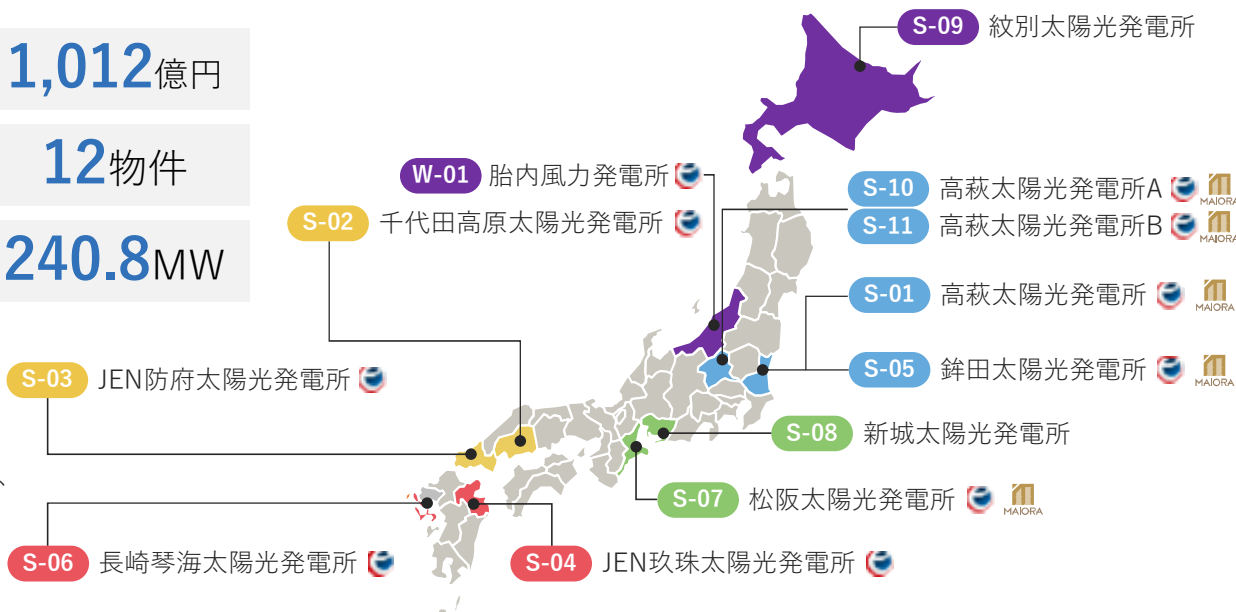 1,012億円
12物件
240.8MW
S-09 紋別太陽光発電所
W-01 胎内風力発電所
S-10 高萩太陽光発電所A MAIORA
S-02 千代田高原太陽光発電所
S-11 高萩太陽光発電所B MAIORA
S-01 高萩太陽光発電所 MAIORA
S-03 JEN防府太陽光発電所
S-05 鉾田太陽光発電所 MAIORA
S-08 新城太陽光発電所
、
S-07 松阪太陽光発電所 MAIORA
S-06 長崎琴海太陽光発電所
S-04 JEN玖珠太陽光発電所